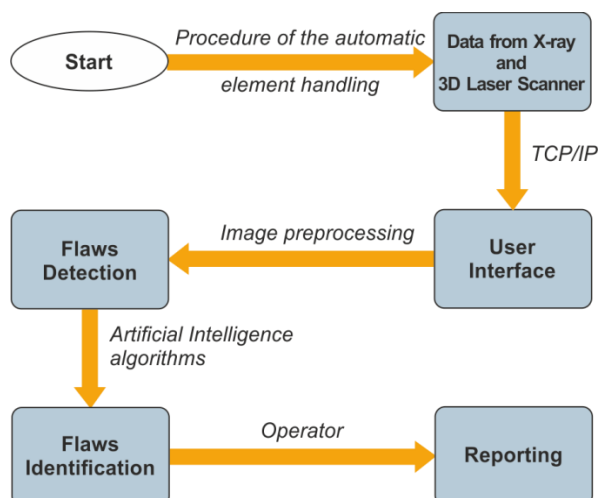 Start
Procedure of the automatic
element handling
Data from X-ray
and
3D Laser Scanner
TCP/IP
User
Interface
Image preprocessing
Flaws
Detection
Artificial Intelligence
algorithms
Flaws
Identification
Operator
Reporting